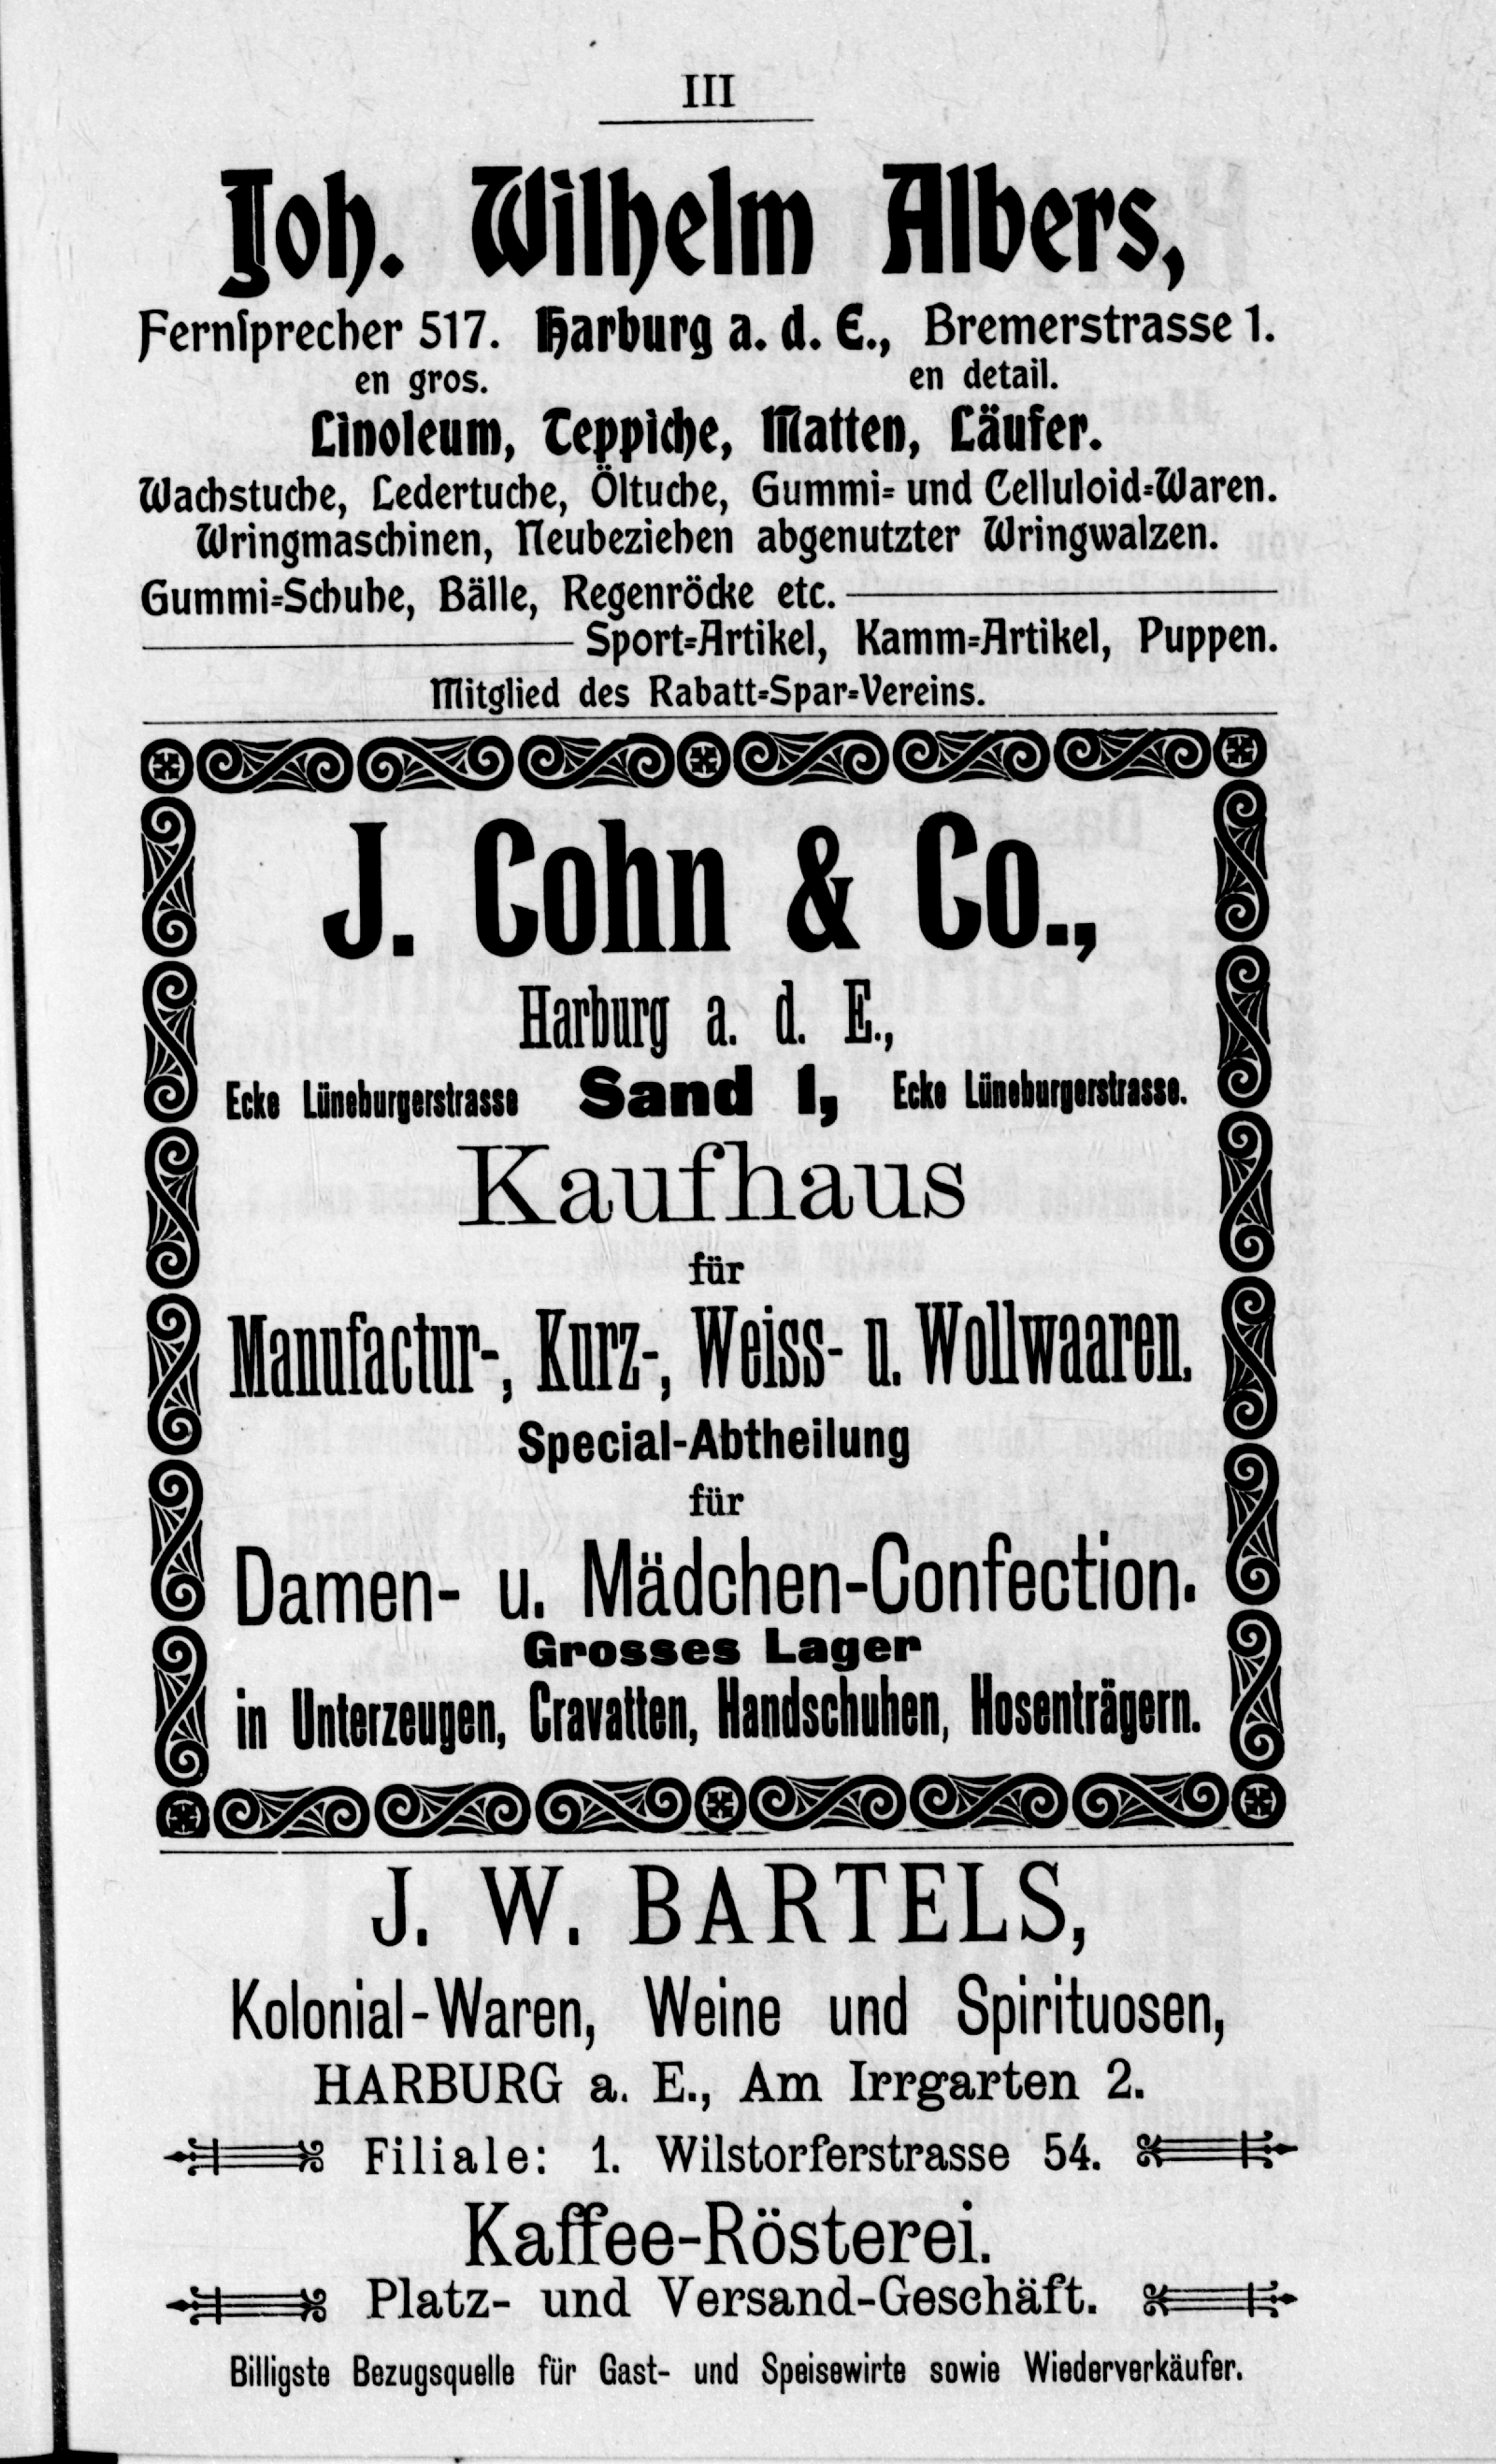 III
Joh. Wilhelm Albers,
Fernsprecher 517. Harburg a. d. E., Bremerstrasse 1.
en gros. en detail.
Linoleum, Teppiche, Matten, Läufer.
Wachstuche, Ledertuche, Öltuche, Gummi- und Celluloid-Waren.
Wringmaschinen, Neubeziehen abgenutzter Wringwalzen.
Gummi-Schuhe, Bälle, Regenröcke etc.
Sport-Artikel, Kamm-Artikel, Puppen.
Mitglied des Rabatt-Spar-Vereins.
J. Cohn & Co.,
Harburg a. d. E.,
Ecke Lüneburgerstrasse Sand 1, Ecke Lüneburgerstrasse.
Kaufhaus
für
Manufactur-, Kurz-, Weiss- u. Wollwaaren.
Special-Abtheilung
für
Damen- u. Mädchen-Confection.
Grosses Lager
in Unterzeugen, Cravatten, Handschuhen, Hosenträgern.
J. W. BARTELS,
Kolonial-Waren, Weine und Spirituosen,
HARBURG a. E., Am Irrgarten 2.
Filiale: 1. Wilstorferstrasse 54.
Kaffee-Rösterei.
Platz- und Versand-Geschäft.
Billigste Bezugsquelle für Gast- und Speisewirte sowie Wiederverkäufer.